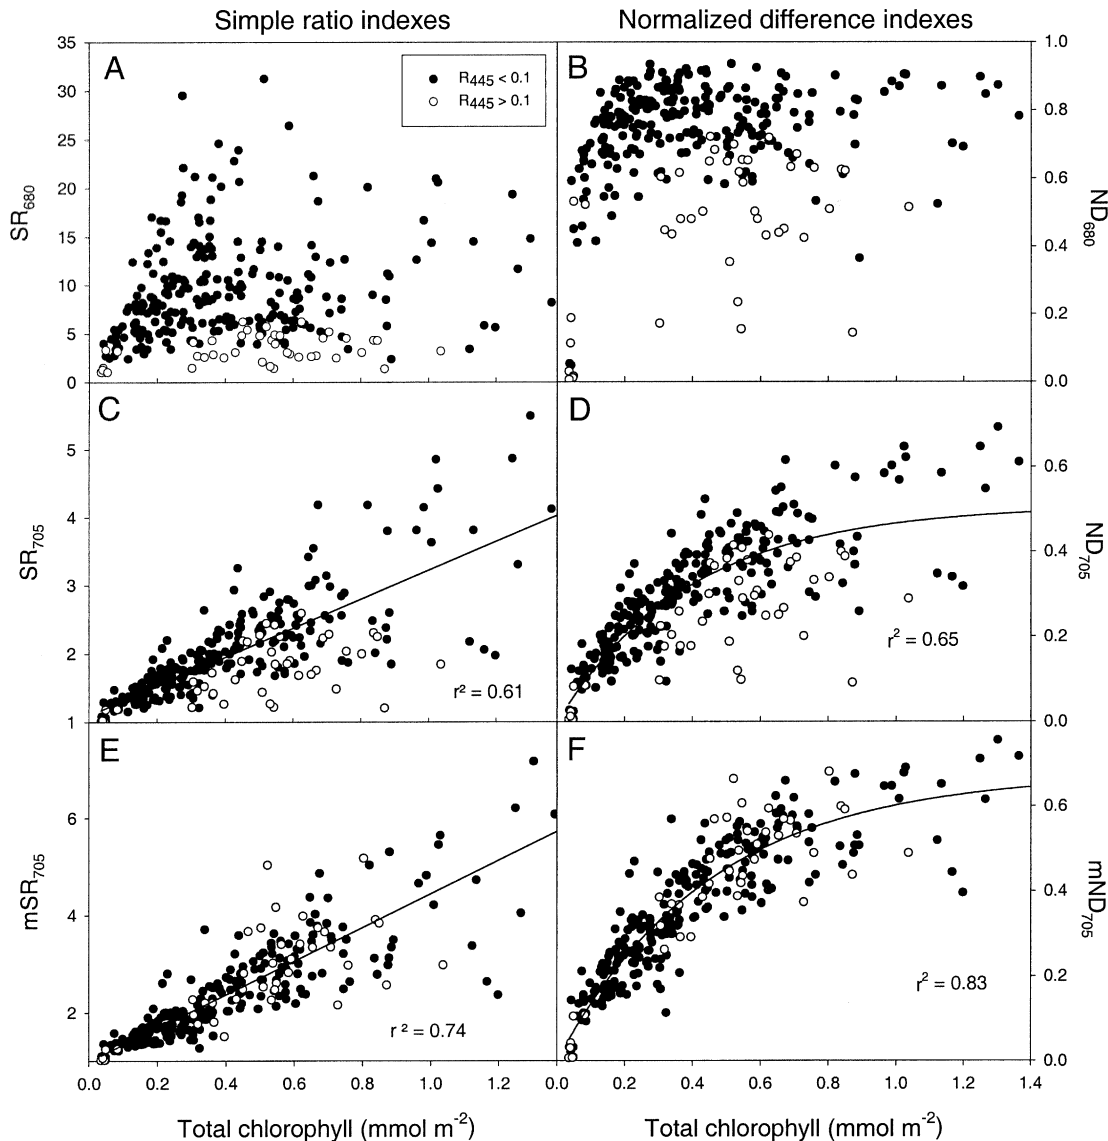 Simple ratio indexes
Normalized difference indexes
A
R445 < 0.1
R445 > 0.1
35
30
25
20
15
10
5
0
SR680
B
1.0
0.8
0.6
0.4
0.2
0.0
ND680
C
5
4
3
2
1
SR705
r² = 0.61
D
0.6
0.4
0.2
0.0
ND705
r² = 0.65
E
6
4
2
mSR705
r ² = 0.74
0.0
0.2
0.4
0.6
0.8
1.0
1.2
Total chlorophyll (mmol m-2)
F
0.6
0.4
0.2
0.0
mND705
r² = 0.83
0.0
0.2
0.4
0.6
0.8
1.0
1.2
1.4
Total chlorophyll (mmol m-2)